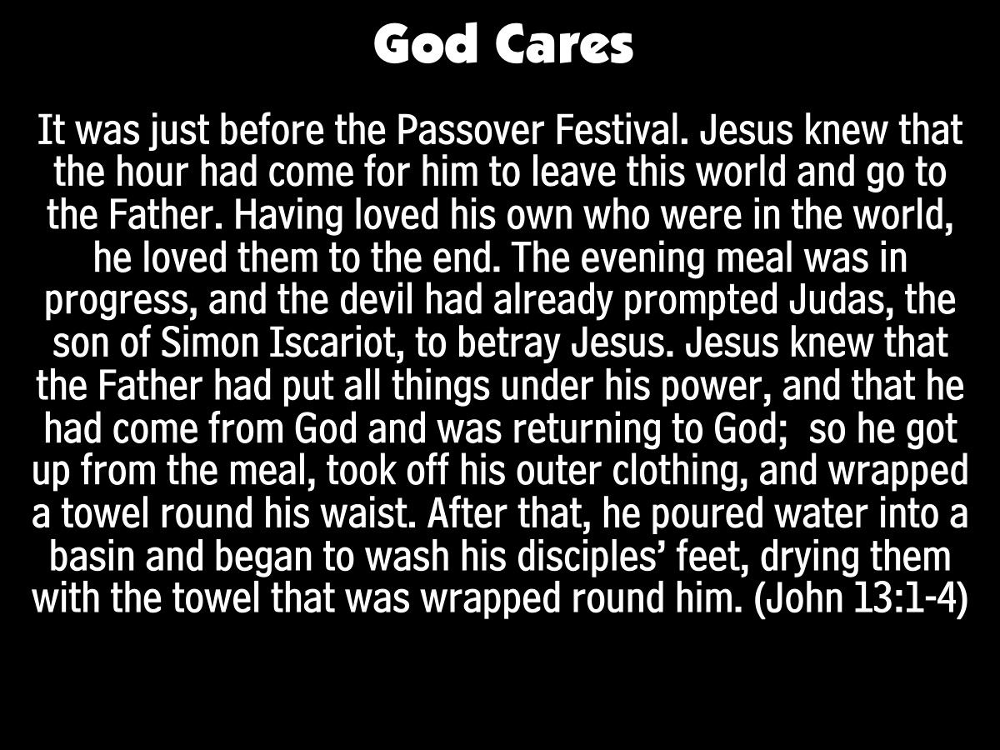 God Cares
It was just before the Passover Festival. Jesus knew that
the hour had come for him to leave this world and go to
the Father. Having loved his own who were in the world,
he loved them to the end. The evening meal was in
progress, and the devil had already prompted Judas, the
son of Simon Iscariot, to betray Jesus. Jesus knew that
the Father had put all things under his power, and that he
had come from God and was returning to God;  so he got
up from the meal, took off his outer clothing, and wrapped
a towel round his waist. After that, he poured water into a
basin and began to wash his disciples’ feet, drying them
with the towel that was wrapped round him. (John 13:1-4)